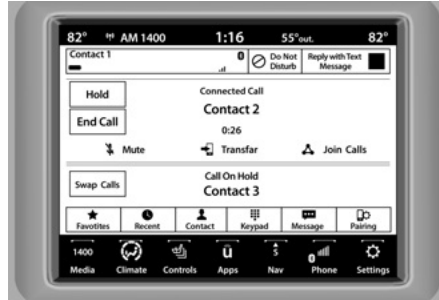 82° AM 1400 1:16 55°out. 82°
Contact 1 0 Do Not Disturb Reply with Text Message
Hold
Connected Call
Contact 2
End Call
0:26
Mute Transfar Join Calls
Swap Calls
Call On Hold
Contact 3
Favotites Recent Contact Keypad Message Pairing
1400 ū S 0
Media Climate Controls Apps Nav Phone Settings